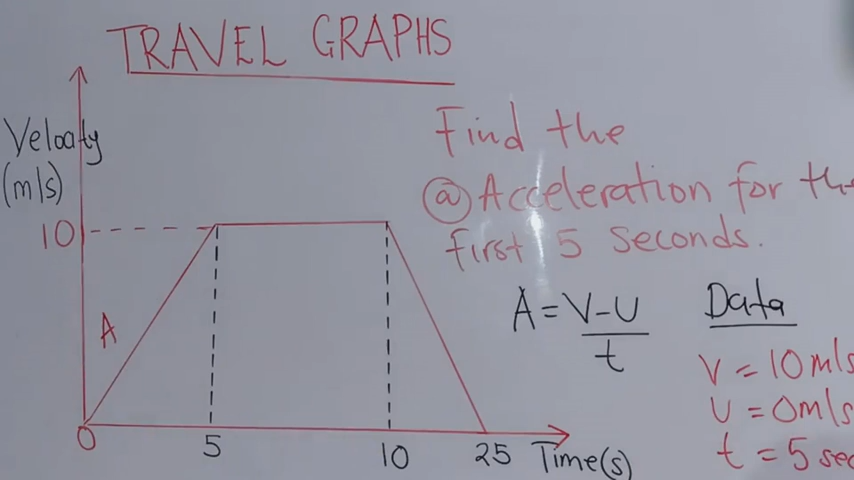 TRAVEL GRAPHS
Velocity
(m/s)
10
A
0
5
10
25
Time(s)
Find the
(a) Acceleration for the
first 5 seconds.
A = V - U
t
Data
V = 10m/s
U = 0m/s
t = 5 sec